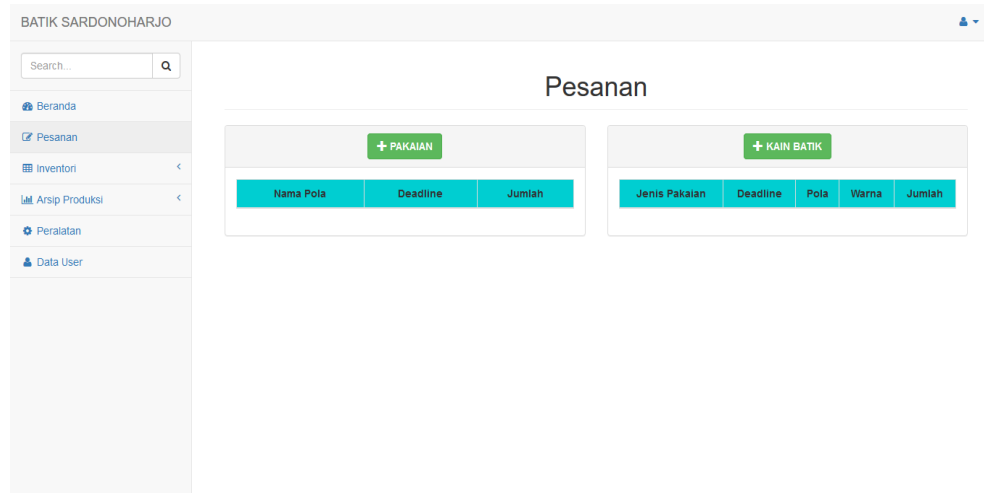 BATIK SARDONOHARJO
Search...
Beranda
Pesanan
Inventori
Arsip Produksi
Peralatan
Data User
Pesanan
PAKAIAN
Nama Pola Deadline Jumlah
KAIN BATIK
Jenis Pakaian Deadline Pola Warna Jumlah